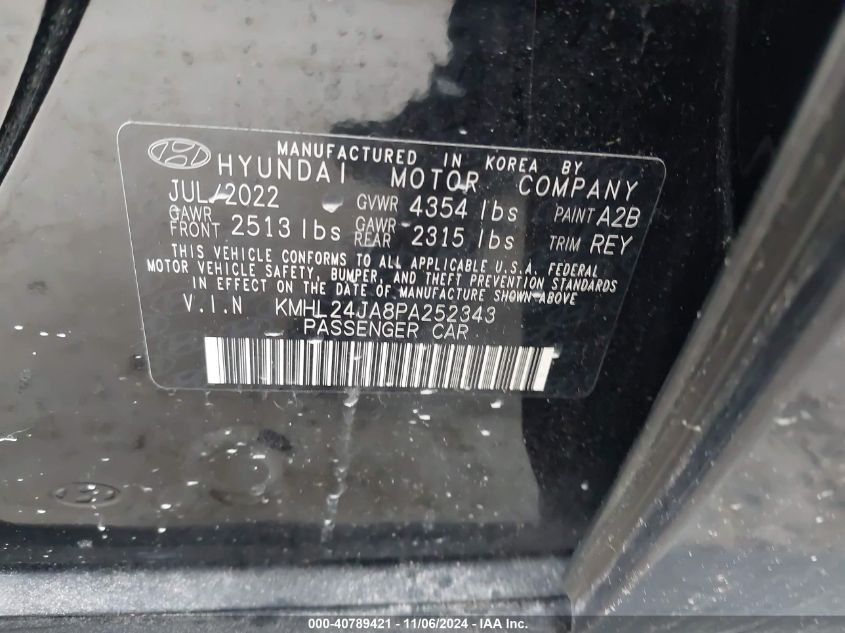 MANUFACTURED IN KOREA BY
HYUNDAI MOTOR COMPANY
JUL/2022 GVWR 4354 lbs PAINT A2B
GAWR FRONT 2513 lbs GAWR REAR 2315 lbs TRIM REY
THIS VEHICLE CONFORMS TO ALL APPLICABLE U.S.A. FEDERAL
MOTOR VEHICLE SAFETY, BUMPER, AND THEFT PREVENTION STANDARDS
IN EFFECT ON THE DATE OF MANUFACTURE SHOWN ABOVE
V.I.N KMHL24JA8PA252343
PASSENGER CAR
000-40789421 - 11/06/2024 - © IAA Inc.